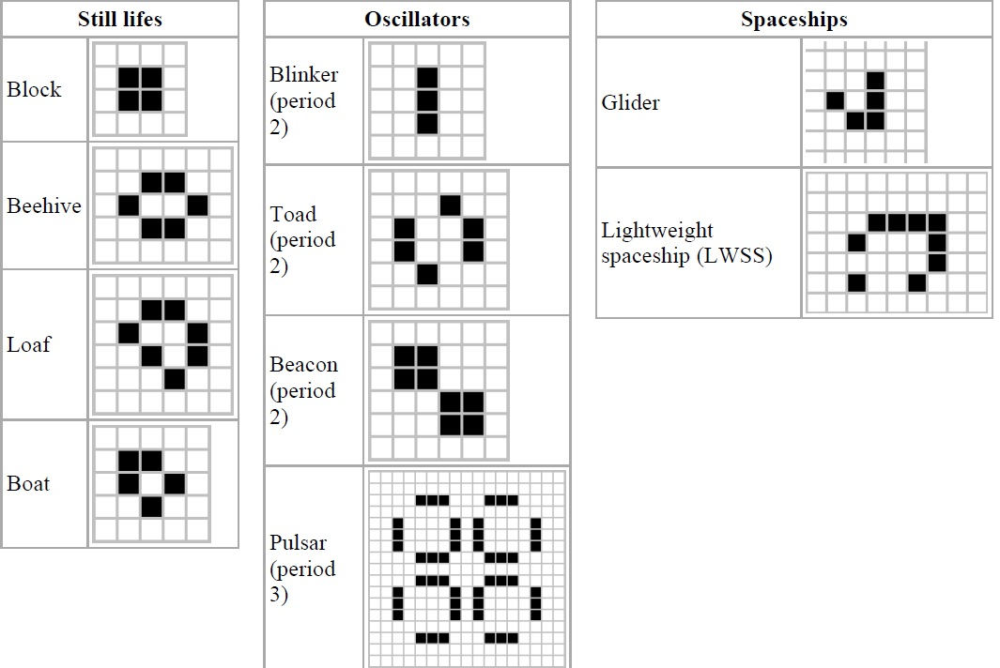 Still lifes
Block
Beehive
Loaf
Boat
Oscillators
Blinker
(period
2)
Toad
(period
2)
Beacon
(period
2)
Pulsar
(period
3)
Spaceships
Glider
Lightweight
spaceship (LWSS)